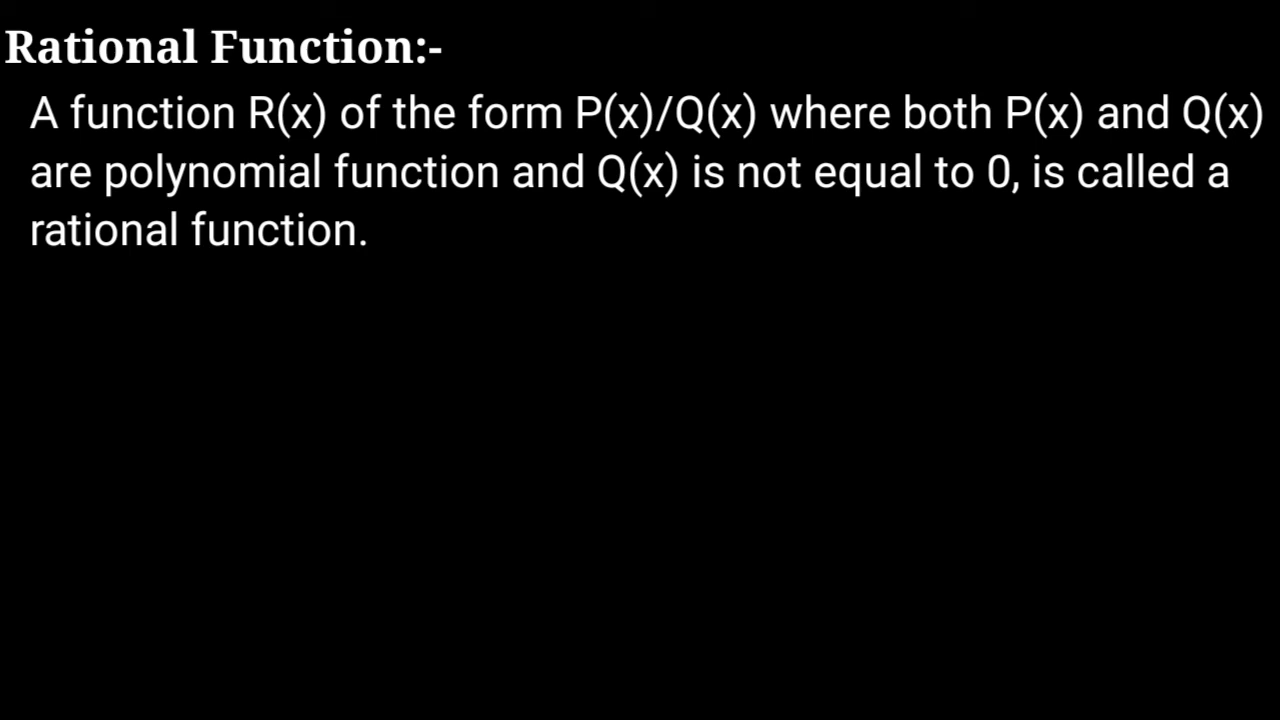 Rational Function:-
A function R(x) of the form P(x)/Q(x) where both P(x) and Q(x)
are polynomial function and Q(x) is not equal to 0, is called a
rational function.